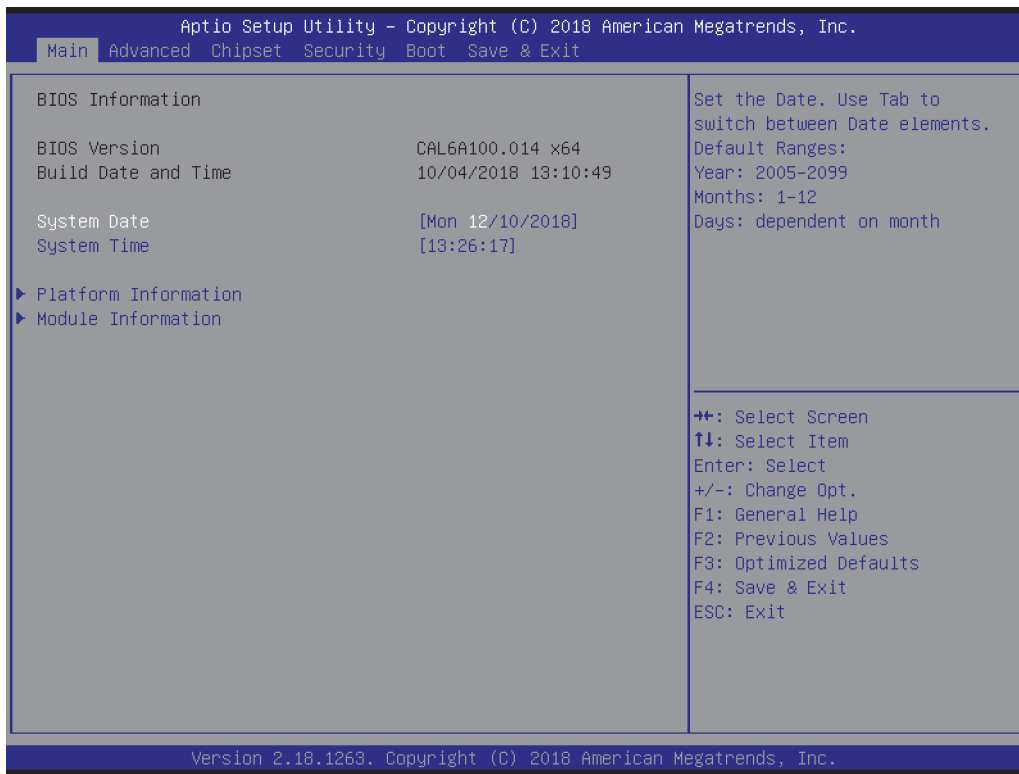 Aptio Setup Utility – Copyright (C) 2018 American Megatrends, Inc.
Main Advanced Chipset Security Boot Save & Exit
BIOS Information
BIOS Version CAL6A100.014 x64
Build Date and Time 10/04/2018 13:10:49
System Date [Mon 12/10/2018]
System Time [13:26:17]
▶ Platform Information
▶ Module Information
Set the Date. Use Tab to
switch between Date elements.
Default Ranges:
Year: 2005-2099
Months: 1-12
Days: dependent on month
→←: Select Screen
↑↓: Select Item
Enter: Select
+/-: Change Opt.
F1: General Help
F2: Previous Values
F3: Optimized Defaults
F4: Save & Exit
ESC: Exit
Version 2.18.1263. Copyright (C) 2018 American Megatrends, Inc.